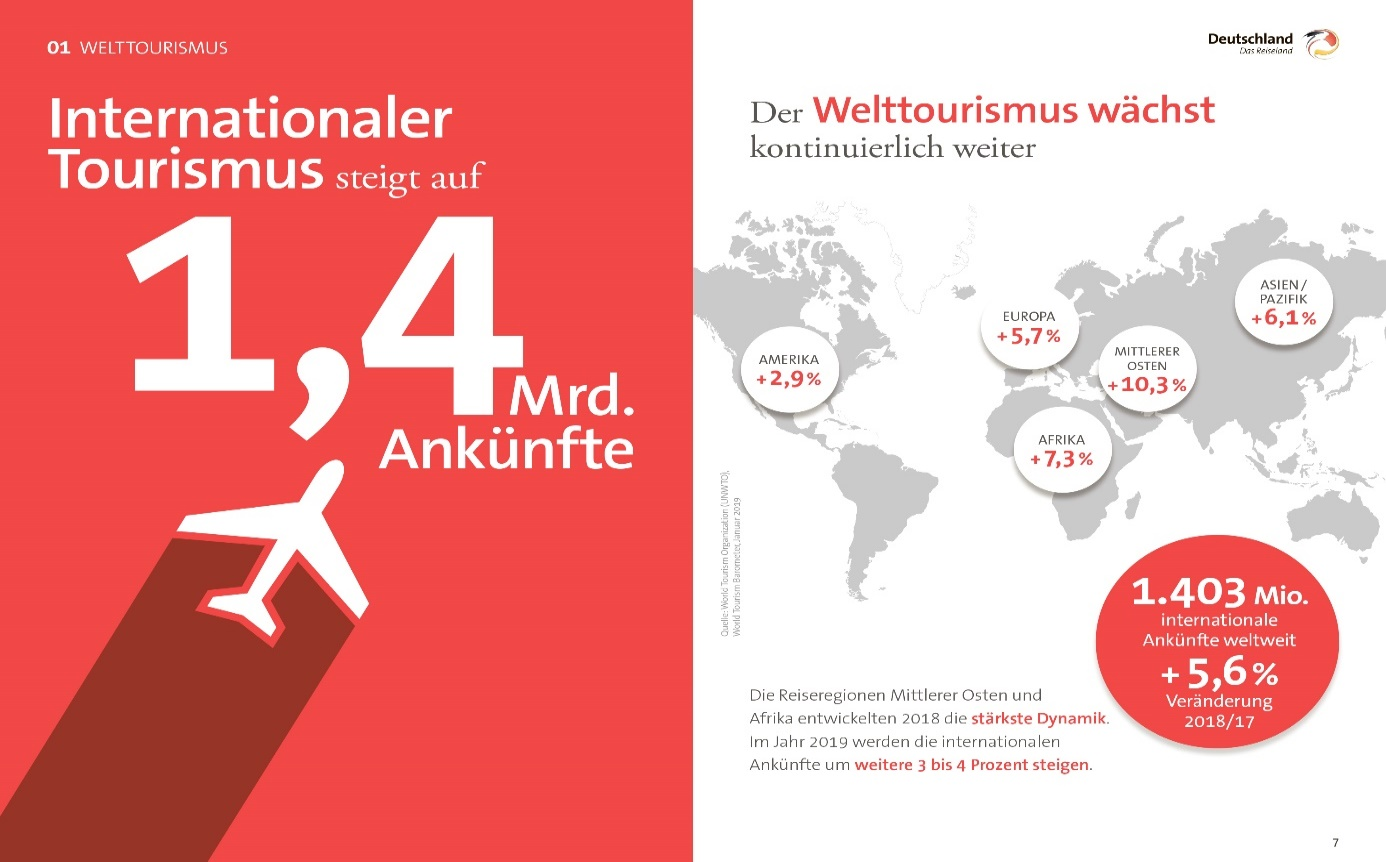 01 WELTTOURISMUS
Internationaler
Tourismus steigt auf
1,4
Mrd.
Ankünfte
Deutschland
Das Reiseland
Der Welttourismus wächst
kontinuierlich weiter
AMERIKA
+2,9%
EUROPA
+5,7%
MITTLERER
OSTEN
+10,3%
ASIEN/
PAZIFIK
+6,1%
AFRIKA
+7,3%
Quelle: World Tourism Organization (UNWTO),
World Tourism Barometer, Januar 2019
1.403 Mio.
internationale
Ankünfte weltweit
+ 5,6%
Veränderung
2018/17
Die Reiseregionen Mittlerer Osten und
Afrika entwickelten 2018 die stärkste Dynamik.
Im Jahr 2019 werden die internationalen
Ankünfte um weitere 3 bis 4 Prozent steigen.
7